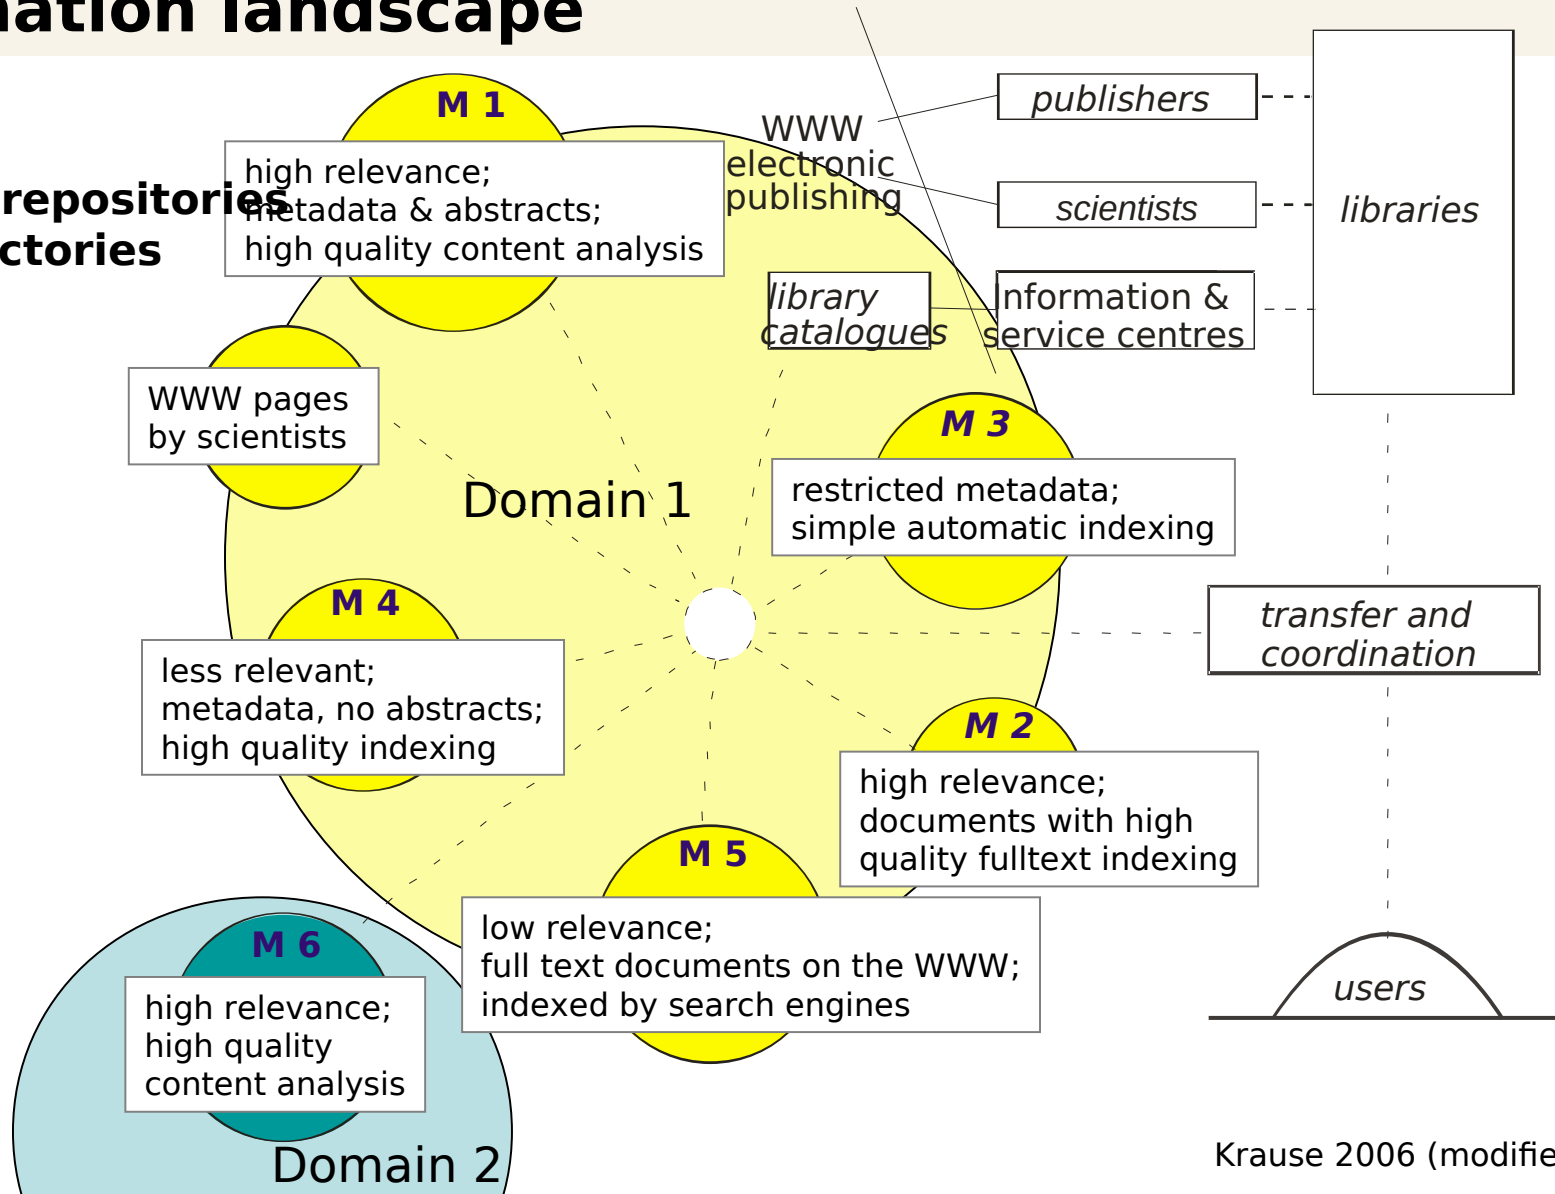 nation landscape
M 1
high relevance;
metadata & abstracts;
high quality content analysis
repositories
ctories
WWW
electronic
publishing
publishers
scientists
libraries
library
catalogues
Information &
service centres
WWW pages
by scientists
M 3
restricted metadata;
simple automatic indexing
Domain 1
M 4
less relevant;
metadata, no abstracts;
high quality indexing
transfer and
coordination
M 2
high relevance;
documents with high
quality fulltext indexing
M 5
low relevance;
full text documents on the WWW;
indexed by search engines
M 6
high relevance;
high quality
content analysis
Domain 2
users
Krause 2006 (modifie